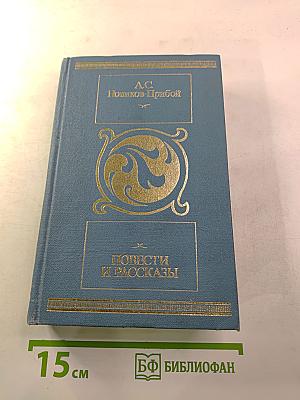 А.С.
Новиков-Прибой
ПОВЕСТИ
И РАССКАЗЫ
15 см
БФ БИБЛИОФАН